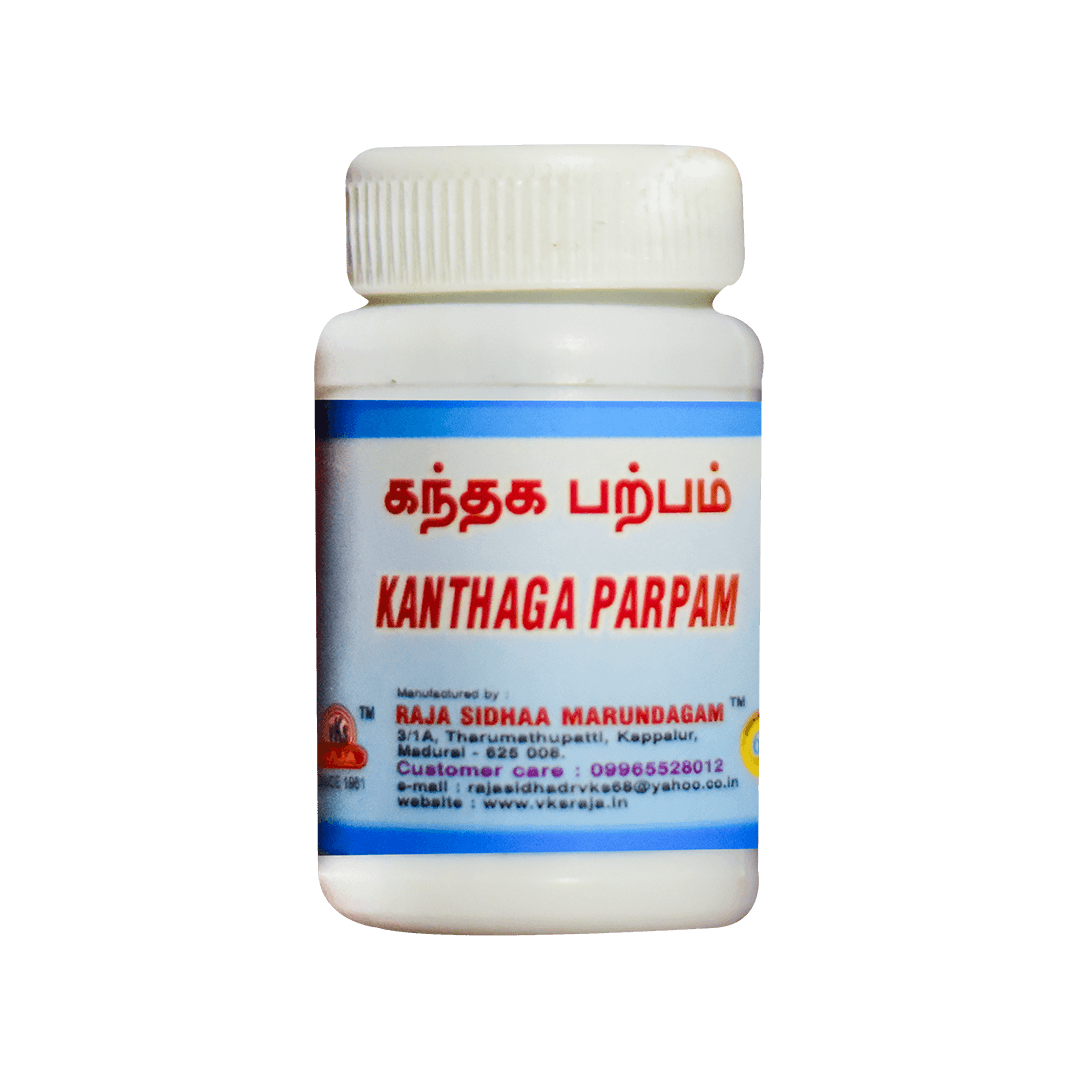 கந்தக பற்பம்
KANTHAGA PARPAM
Manufactured by :
RAJA SIDHAA MARUNDAGAM TM
3/1A, Tharumathupatti, Kappalur,
Madurai - 625 008.
Customer care : 09965528012
e-mail : rajasidhadrvks68@yahoo.co.in
website : www.vksraja.in
TM
1981